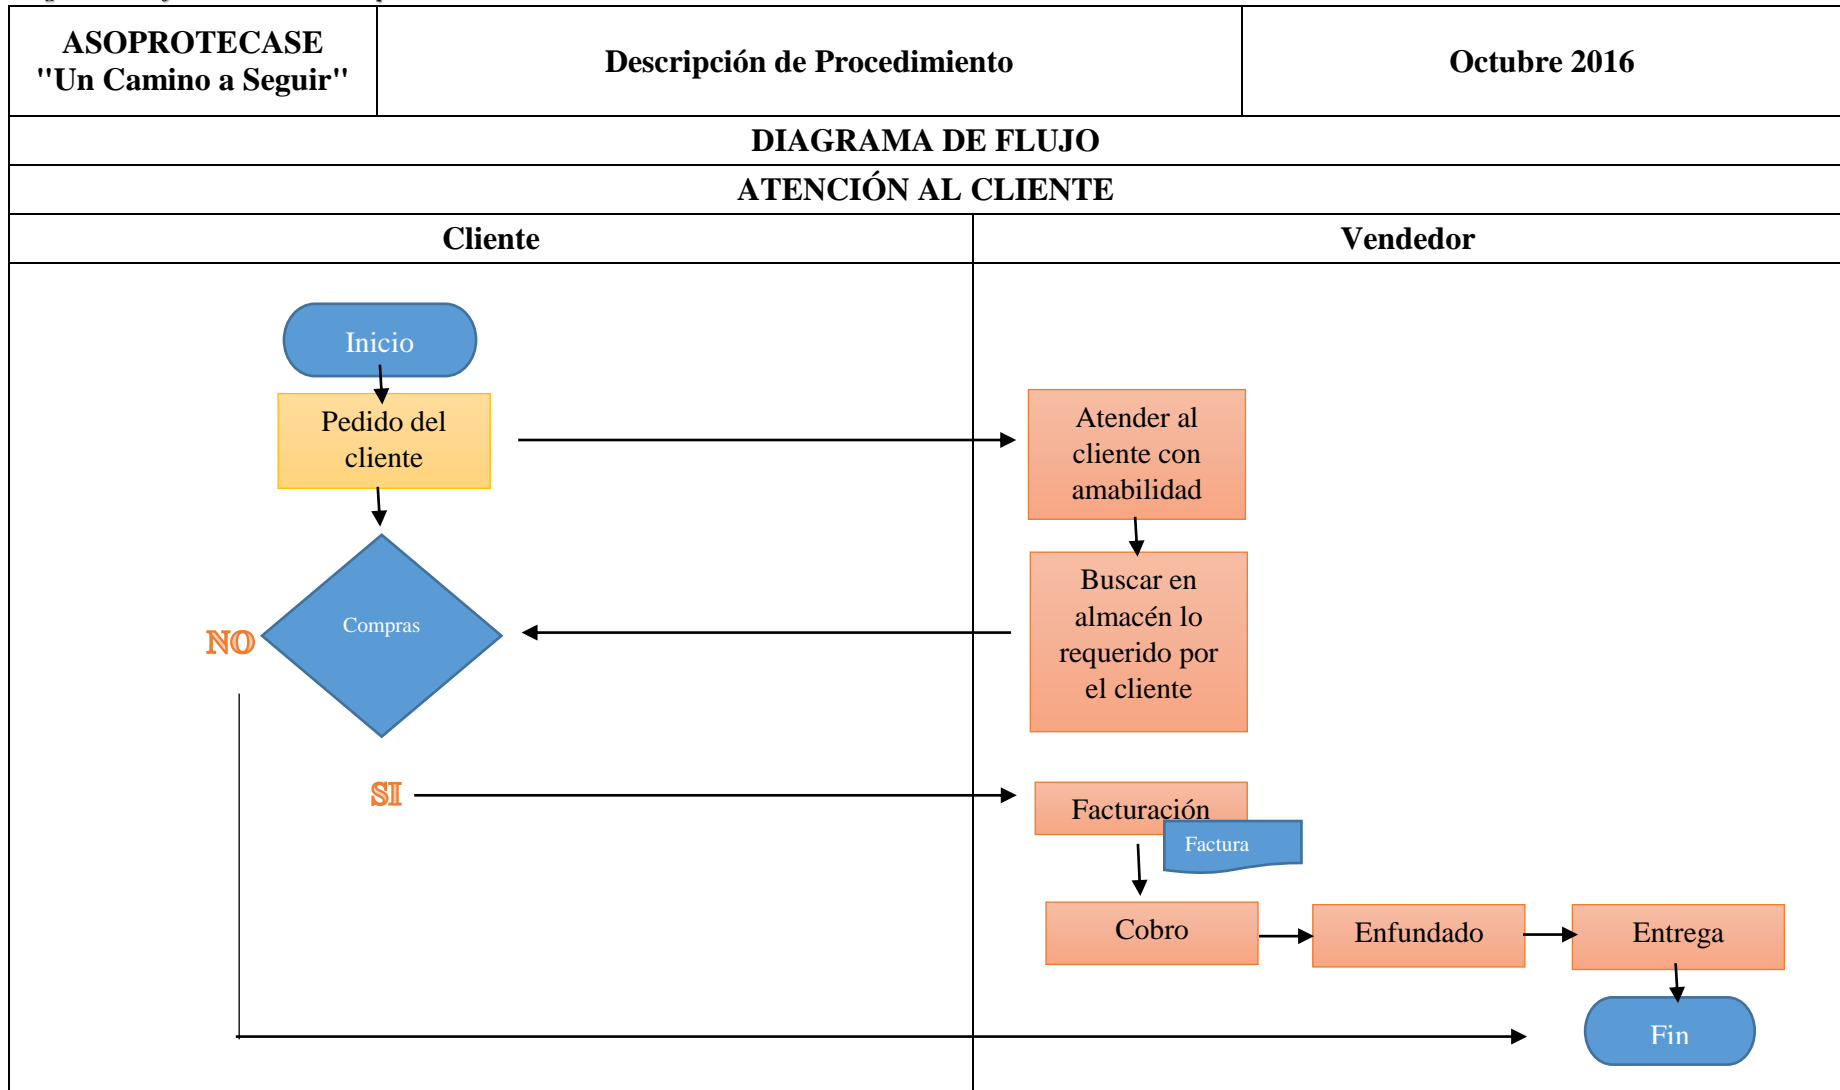 ASOPROTECASE
"Un Camino a Seguir"
Descripción de Procedimiento
Octubre 2016
DIAGRAMA DE FLUJO
ATENCIÓN AL CLIENTE
Cliente
Vendedor
Inicio
Pedido del
cliente
Atender al
cliente con
amabilidad
Buscar en
almacén lo
requerido por
el cliente
Compras
NO
SI
Facturación
Factura
Cobro
Enfundado
Entrega
Fin